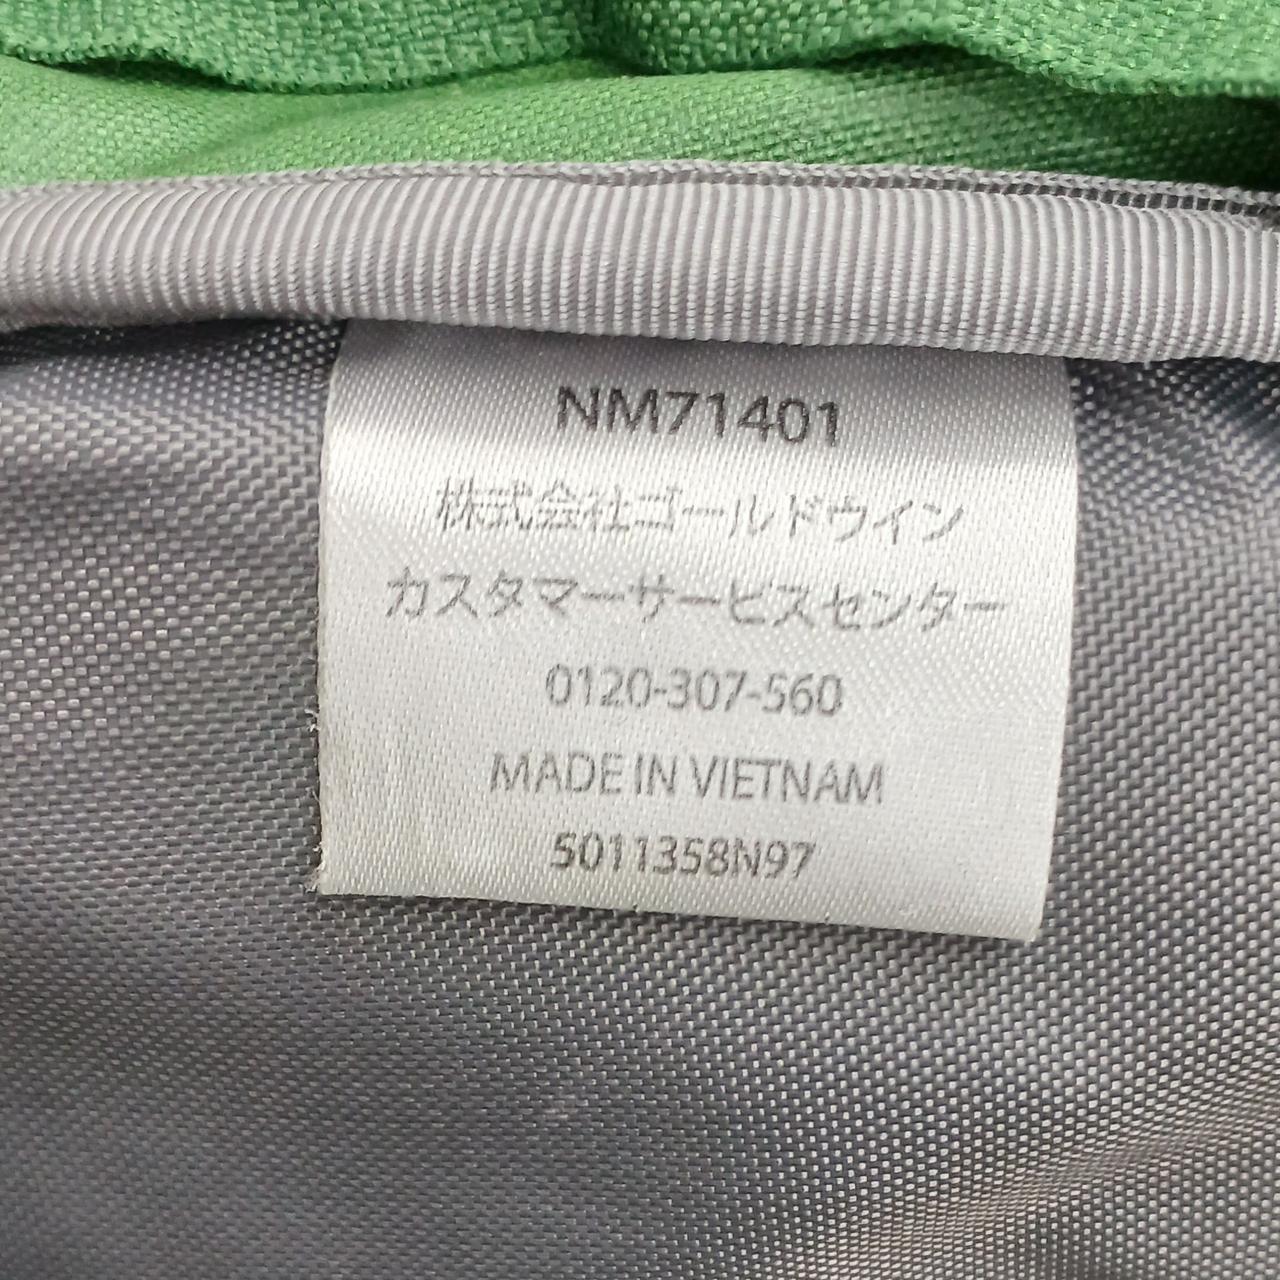 NM71401
株式会社ゴールドウイン
カスタマーサービスセンター
0120-307-560
MADE IN VIETNAM
5011358N97